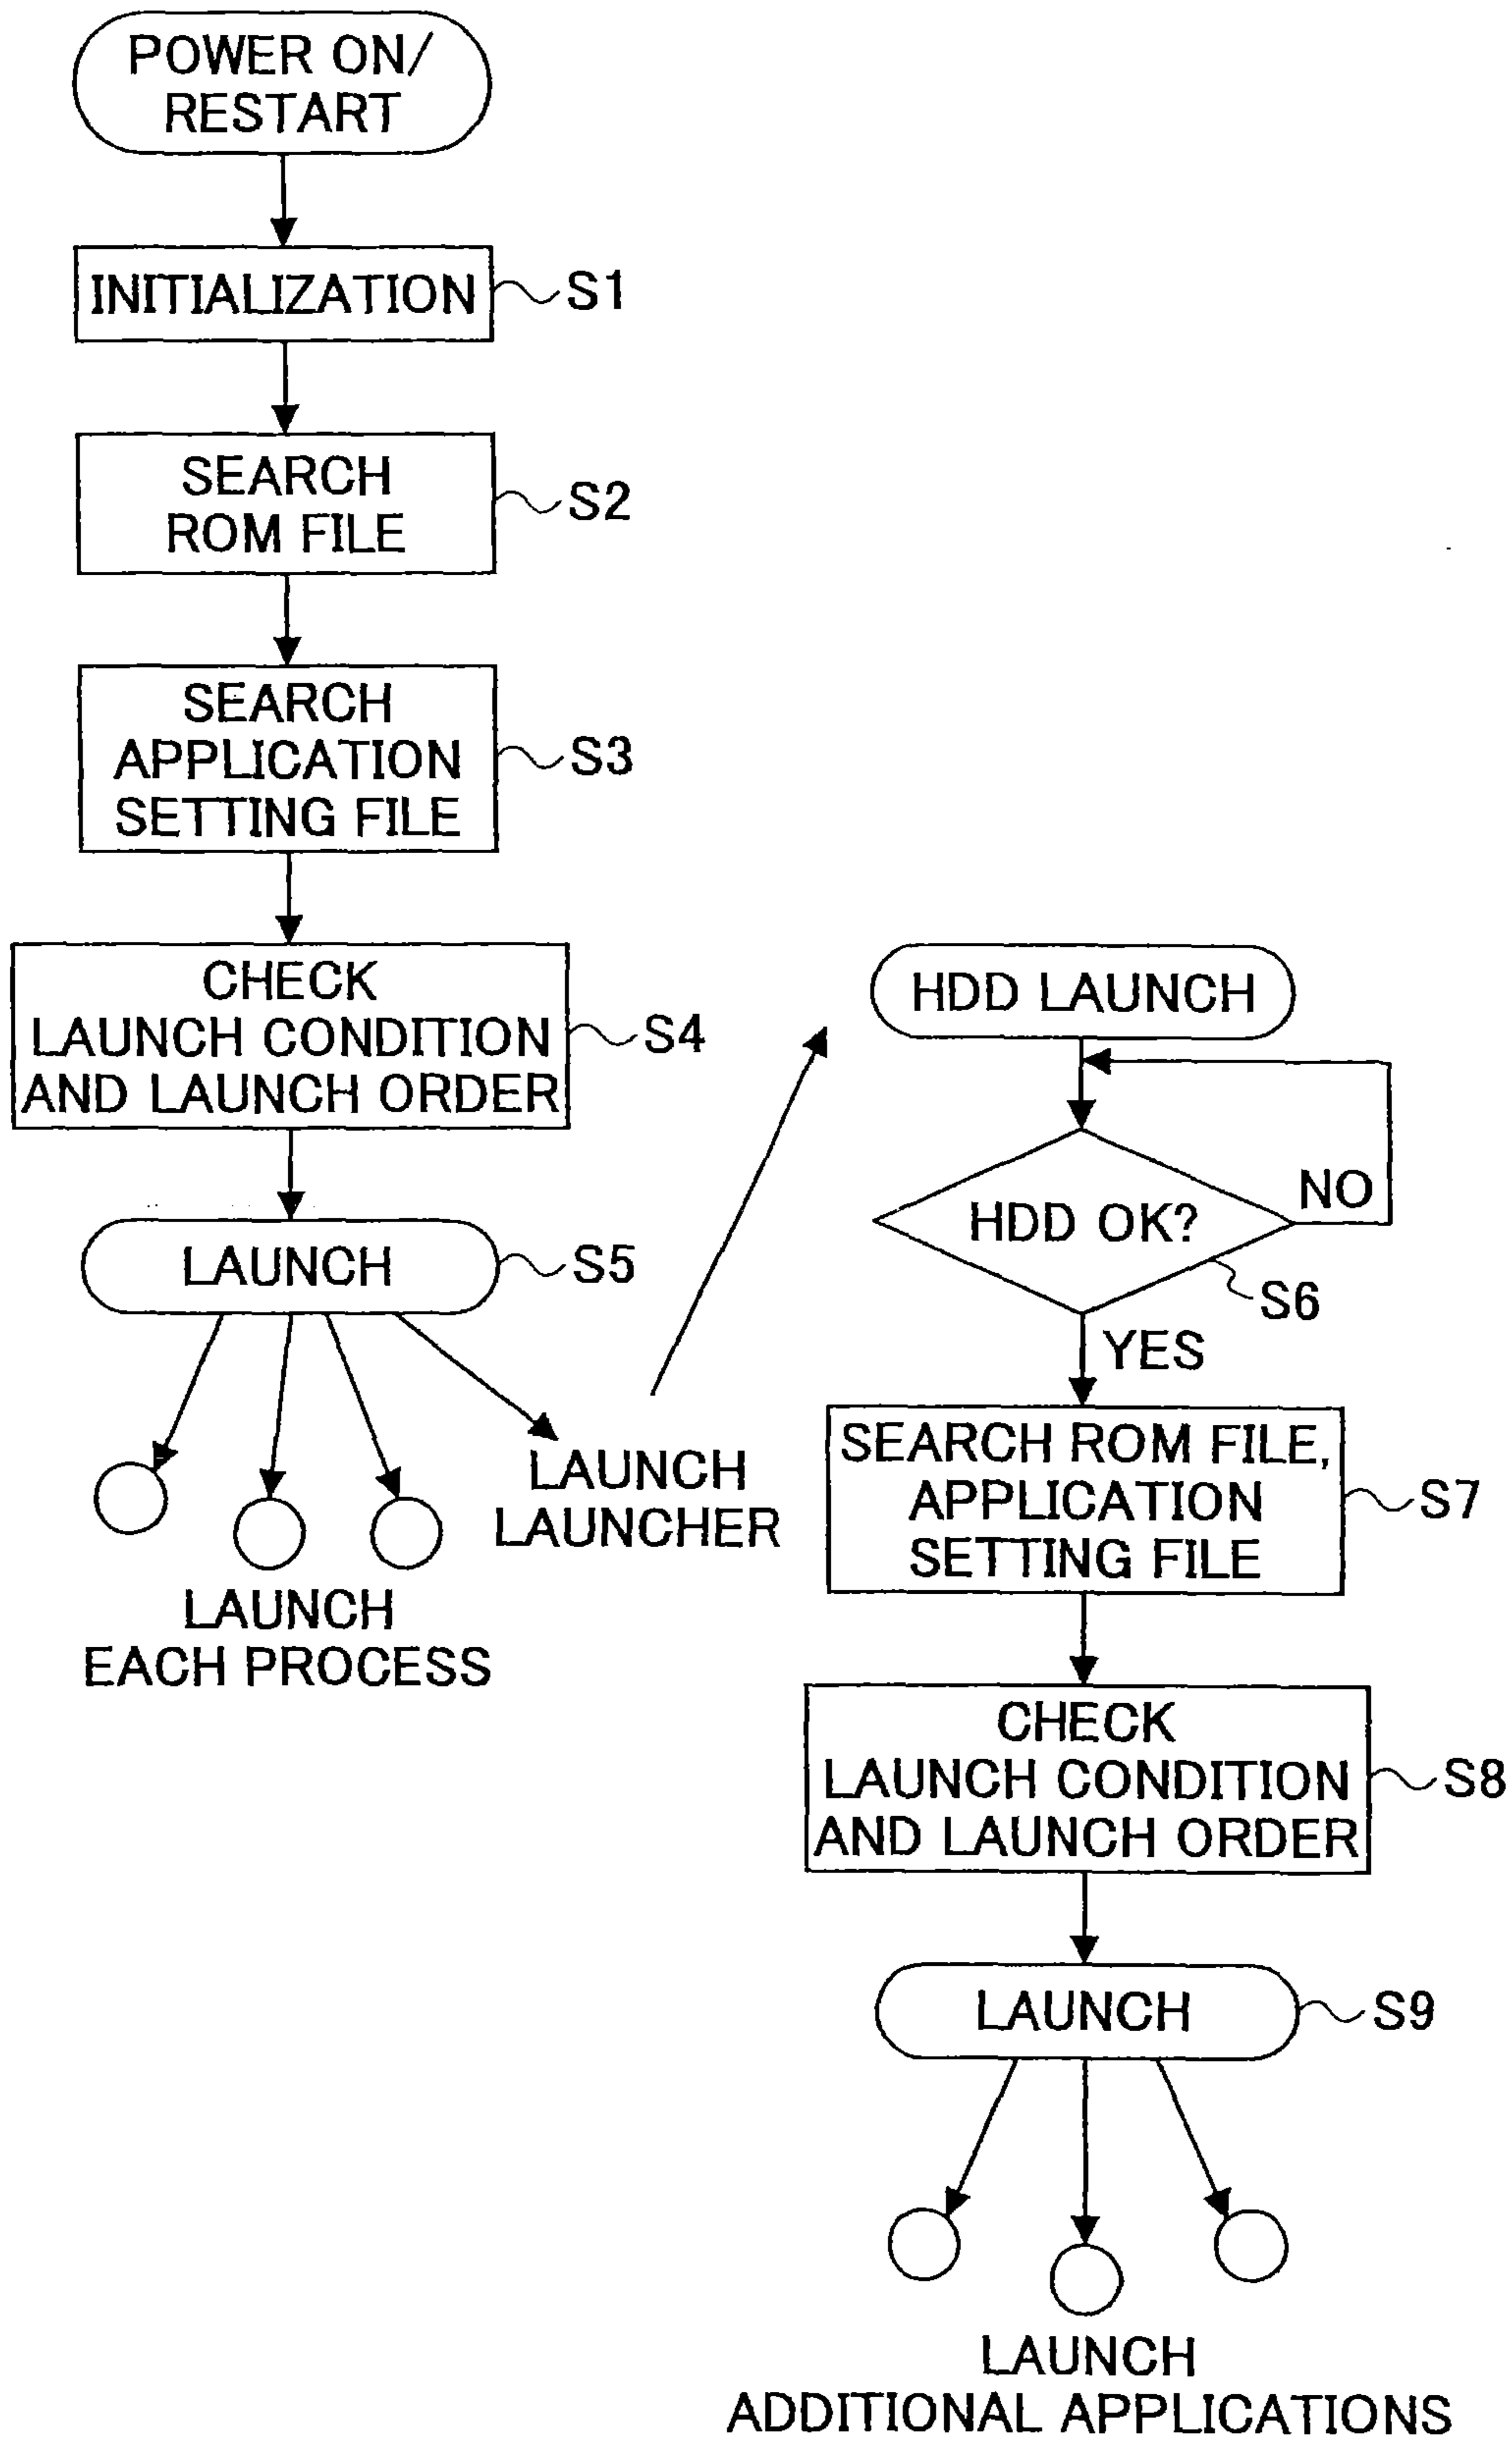 POWER ON/
RESTART
INITIALIZATION
S1
SEARCH
ROM FILE
S2
SEARCH
APPLICATION
SETTING FILE
S3
CHECK
LAUNCH CONDITION
AND LAUNCH ORDER
S4
LAUNCH
S5
LAUNCH
EACH PROCESS
LAUNCH
LAUNCHER
HDD LAUNCH
HDD OK?
NO
S6
YES
SEARCH ROM FILE,
APPLICATION
SETTING FILE
S7
CHECK
LAUNCH CONDITION
AND LAUNCH ORDER
S8
LAUNCH
S9
LAUNCH
ADDITIONAL APPLICATIONS